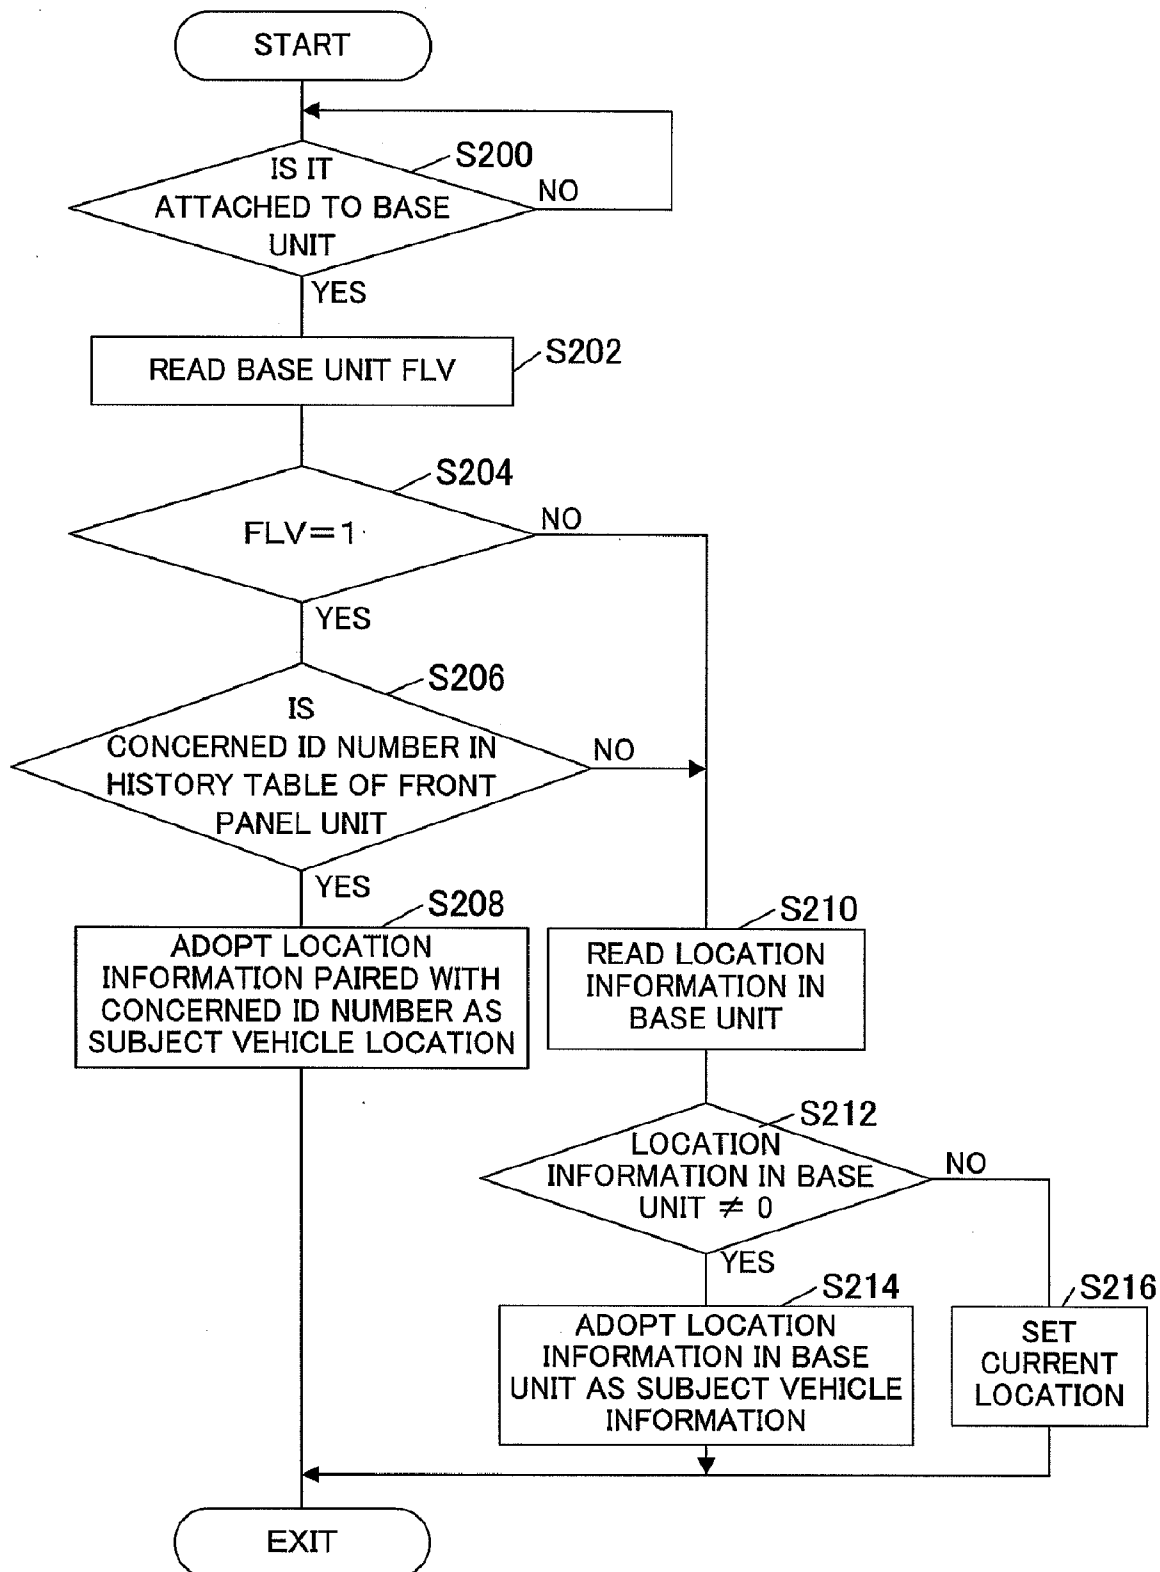 START
S200
IS IT
ATTACHED TO BASE
UNIT
NO
YES
S202
READ BASE UNIT FLV
S204
FLV=1
NO
YES
S206
IS
CONCERNED ID NUMBER IN
HISTORY TABLE OF FRONT
PANEL UNIT
NO
YES
S208
ADOPT LOCATION
INFORMATION PAIRED WITH
CONCERNED ID NUMBER AS
SUBJECT VEHICLE LOCATION
S210
READ LOCATION
INFORMATION IN
BASE UNIT
S212
LOCATION
INFORMATION IN BASE
UNIT ≠ 0
NO
YES
S214
ADOPT LOCATION
INFORMATION IN BASE
UNIT AS SUBJECT VEHICLE
INFORMATION
S216
SET
CURRENT
LOCATION
EXIT